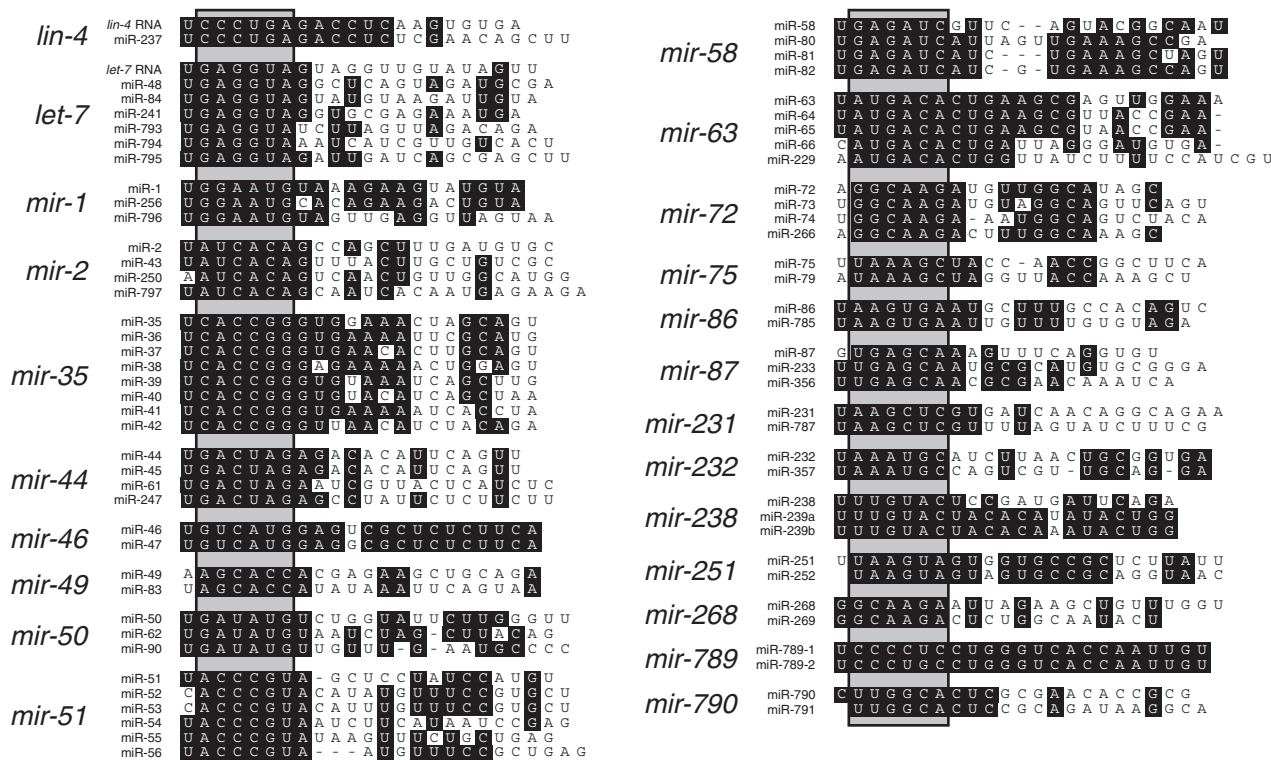 lin-4
lin-4 RNA UCCCUGAGACCUCAAGUGUGA
miR-237 UCCCUGAGACCUCUCGAACAGCUU
let-7
let-7 RNA UGAGGUAGUAGGUUGUAUAGUU
miR-48 UGAGGUAGGCUCAGUAGAUGCGA
miR-84 UGAGGUAGUAUGUAAGAUUGUA
miR-241 UGAGGUAGGUGCGAGAAAUGA
miR-793 UGAGGUAUCUUAGUUAGACAGA
miR-794 UGAGGUAAAUCAUCGUUGUCACU
miR-795 UGAGGUAGAUUGAUCAGCGAGCUU
mir-1
miR-1 UGGAAUGUAAAGAAGUAUGUA
miR-256 UGGAAUGCACAGAAGACUGUA
miR-796 UGGAAUGUAGUUGAGGUUAGUAA
mir-2
miR-2 UAUCACAGCCAGCUUUGAUGUGC
miR-43 UAUCACAGUUUACUUGCUGUCGC
miR-250 AAUCACAGUCAACUGUUGGCAUGG
miR-797 UAUCACAGCAAUCACAAUGAGAAGA
mir-35
miR-35 UCACCGGGUGGAAACUAGCAGU
miR-36 UCACCGGGUGAAAAUUCGCAUG
miR-37 UCACCGGGUGAACACUUGCAGU
miR-38 UCACCGGGAGAAAAACUGGAGU
miR-39 UCACCGGGUGUAAAUCAGCUUG
miR-40 UCACCGGGUGUACAUCAGCUAA
miR-41 UCACCGGGUGAAAAAUCACCUA
miR-42 UCACCGGGUUAACAUCUACAGA
mir-44
miR-44 UGACUAGAGACACAUUCAGUU
miR-45 UGACUAGAGACACAUUCAGUU
miR-61 UGACUAGAAUCGUUACUCAUCUC
miR-247 UGACUAGAGCCUAUUCUCUUCUU
mir-46
miR-46 UGUCAUGGAGUCGCUCUCUUCA
miR-47 UGUCAUGGAGGCGCUCUCUUCA
mir-49
miR-49 AAGCACCACGAGAAGCUGCAGA
miR-83 UAGCACCAUAUAAAUUCAGUAA
mir-50
miR-50 UGAUAUGUCUGGUAUUCUUGGGUU
miR-62 UGAUAUGUAAUCUAG-CUUACAG
miR-90 UGAUAUGUUGUUU-G-AAUGCCCC
mir-51
miR-51 UACCCGUA-GCUCCUAUCCAUGU
miR-52 CACCCGUACAUAUGUUUCCGUGCU
miR-53 CACCCGUACAUUUGUUUCCGUGCU
miR-54 UACCCGUAAUCUUCAUAAUCCGAG
miR-55 UACCCGUAUAAGUUUCUGCUGAG
miR-56 UACCCGUA---AUGUUUCCGCUGAG
mir-58
miR-58 UGAGAUCGUUC--AGUACGGCAAU
miR-80 UGAGAUCAUUAGUUGAAAGCCGA
miR-81 UGAGAUCAUC---UGAAAGCUAGU
miR-82 UGAGAUCAUC-G-UGAAAGCCAGU
mir-63
miR-63 UAUGACACUGAAGCGAGUUGGAAA
miR-64 UAUGACACUGAAGCGUUACCGAA-
miR-65 UAUGACACUGAAGCGUAACCGAA-
miR-66 CAUGACACUGAUUAGGGAUGUGA-
miR-229 AAUGACACUGGUUAUCUUUUCCAUCGU
mir-72
miR-72 AGGCAAGAUGUUGGCAUAGC
miR-73 UGGCAAGAUGUAGGCAGUUCAGU
miR-74 UGGCAAGA-AAUGGCAGUCUACA
miR-266 AGGCAAGACUUUGGCAAAGC
mir-75
miR-75 UUAAAGCUACC-AACCGGCUUCA
miR-79 AUAAAGCUAGGUUACCAAAGCU
mir-86
miR-86 UAAGUGAAUGCUUUGCCACAGUC
miR-785 UAAGUGAAUUGUUUUGUGUAGA
mir-87
miR-87 GUGAGCAAAGUUUCAGGUGU
miR-233 UUGAGCAAUGCGCAUGUGCGGGA
miR-356 UUGAGCAACGCGAACAAAUCA
mir-231
miR-231 UAAGCUCGUGAUCAACAGGCAGAA
miR-787 UAAGCUCGUUUUAGUAUCUUUCG
mir-232
miR-232 UAAAUGCAUCUUAACUGCGGUGA
miR-357 UAAAUGCCAGUCGU-UGCAG-GA
mir-238
miR-238 UUUGUACUCCGAUGAUUCAGA
miR-239a UUUGUACUACACAUAUACUGG
miR-239b UUUGUACUACACAAAUACUGG
mir-251
miR-251 UUAAGUAGUGGUGCCGCUCUUAUU
miR-252 UAAGUAGUAGUGCCGCAGGUAAC
mir-268
miR-268 GGCAAGAAUUAGAAGCUGUUUGGU
miR-269 GGCAAGACUCUGGCAAUACU
mir-789
miR-789-1 UCCCCUCCUGGGUCACCAAUUGU
miR-789-2 UCCCUGCCUGGGUCACCAAUUGU
mir-790
miR-790 CUUGGCACUCGCGAACACCGCG
miR-791 UUGGCACUCCGCAGAUAAGGCA